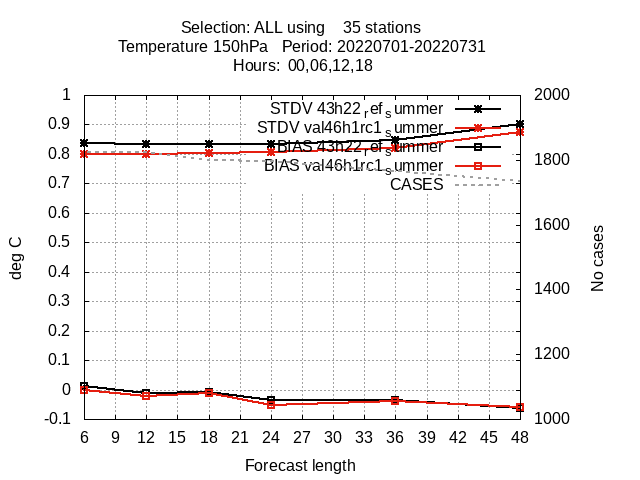 Selection: ALL using    35 stations
Temperature 150hPa   Period: 20220701-20220731
Hours:  00,06,12,18
1
0.9
0.8
0.7
0.6
0.5
0.4
0.3
0.2
0.1
0
-0.1
deg C
STDV 43h22_ref_summer
STDV val46h1rc1_summer
BIAS 43h22_ref_summer
BIAS val46h1rc1_summer
CASES
2000
1800
1600
1400
1200
1000
No cases
6 9 12 15 18 21 24 27 30 33 36 39 42 45 48
Forecast length